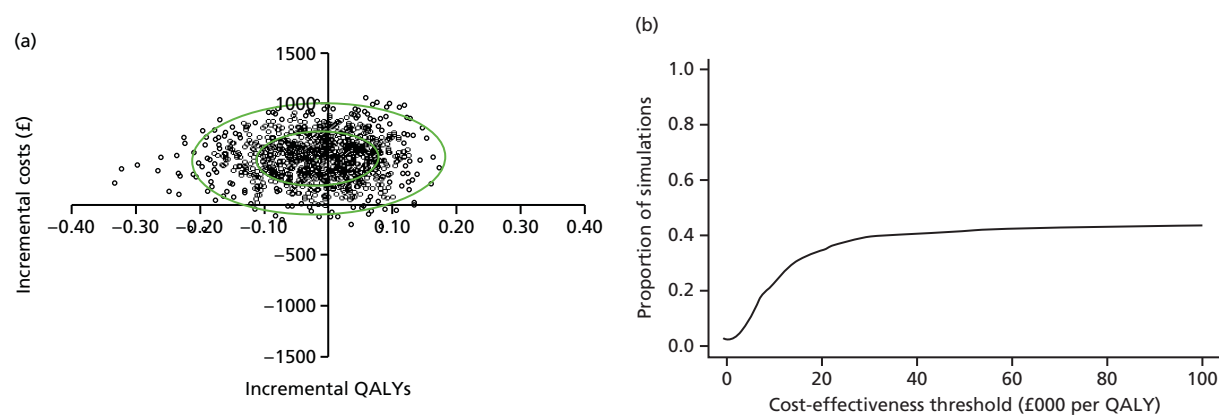 (a)
1500
1000
Incremental costs (£)
−0.40 −0.30 −0.20 −0.10 0.10 0.20 0.30 0.40
−500
−1000
−1500
Incremental QALYs
(b)
1.0
0.8
0.6
0.4
0.2
0.0
Proportion of simulations
0 20 40 60 80 100
Cost-effectiveness threshold (£000 per QALY)